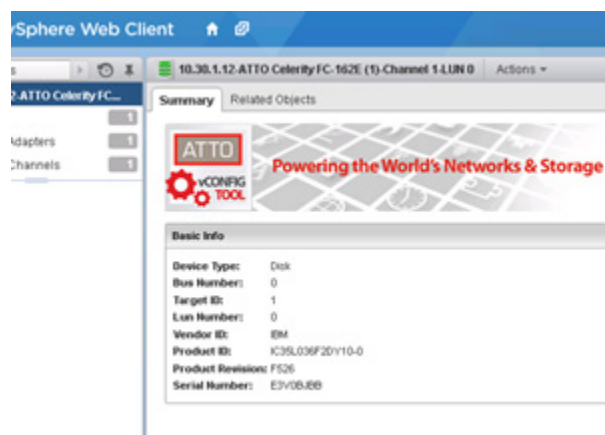 vSphere Web Client
s
10.30.1.12-ATTO Celerity FC-162E (1)-Channel 1-LUN 0 Actions
2-ATTO Celerity FC...
Summary Related Objects
1
Adapters 1
Channels 1
ATTO
vCONFIG
TOOL
Powering the World's Networks & Storage
Basic Info
Device Type: Disk
Bus Number: 0
Target ID: 1
Lun Number: 0
Vendor ID: IBM
Product ID: IC35L036F2DY10-0
Product Revision: F526
Serial Number: E3V0BJBB